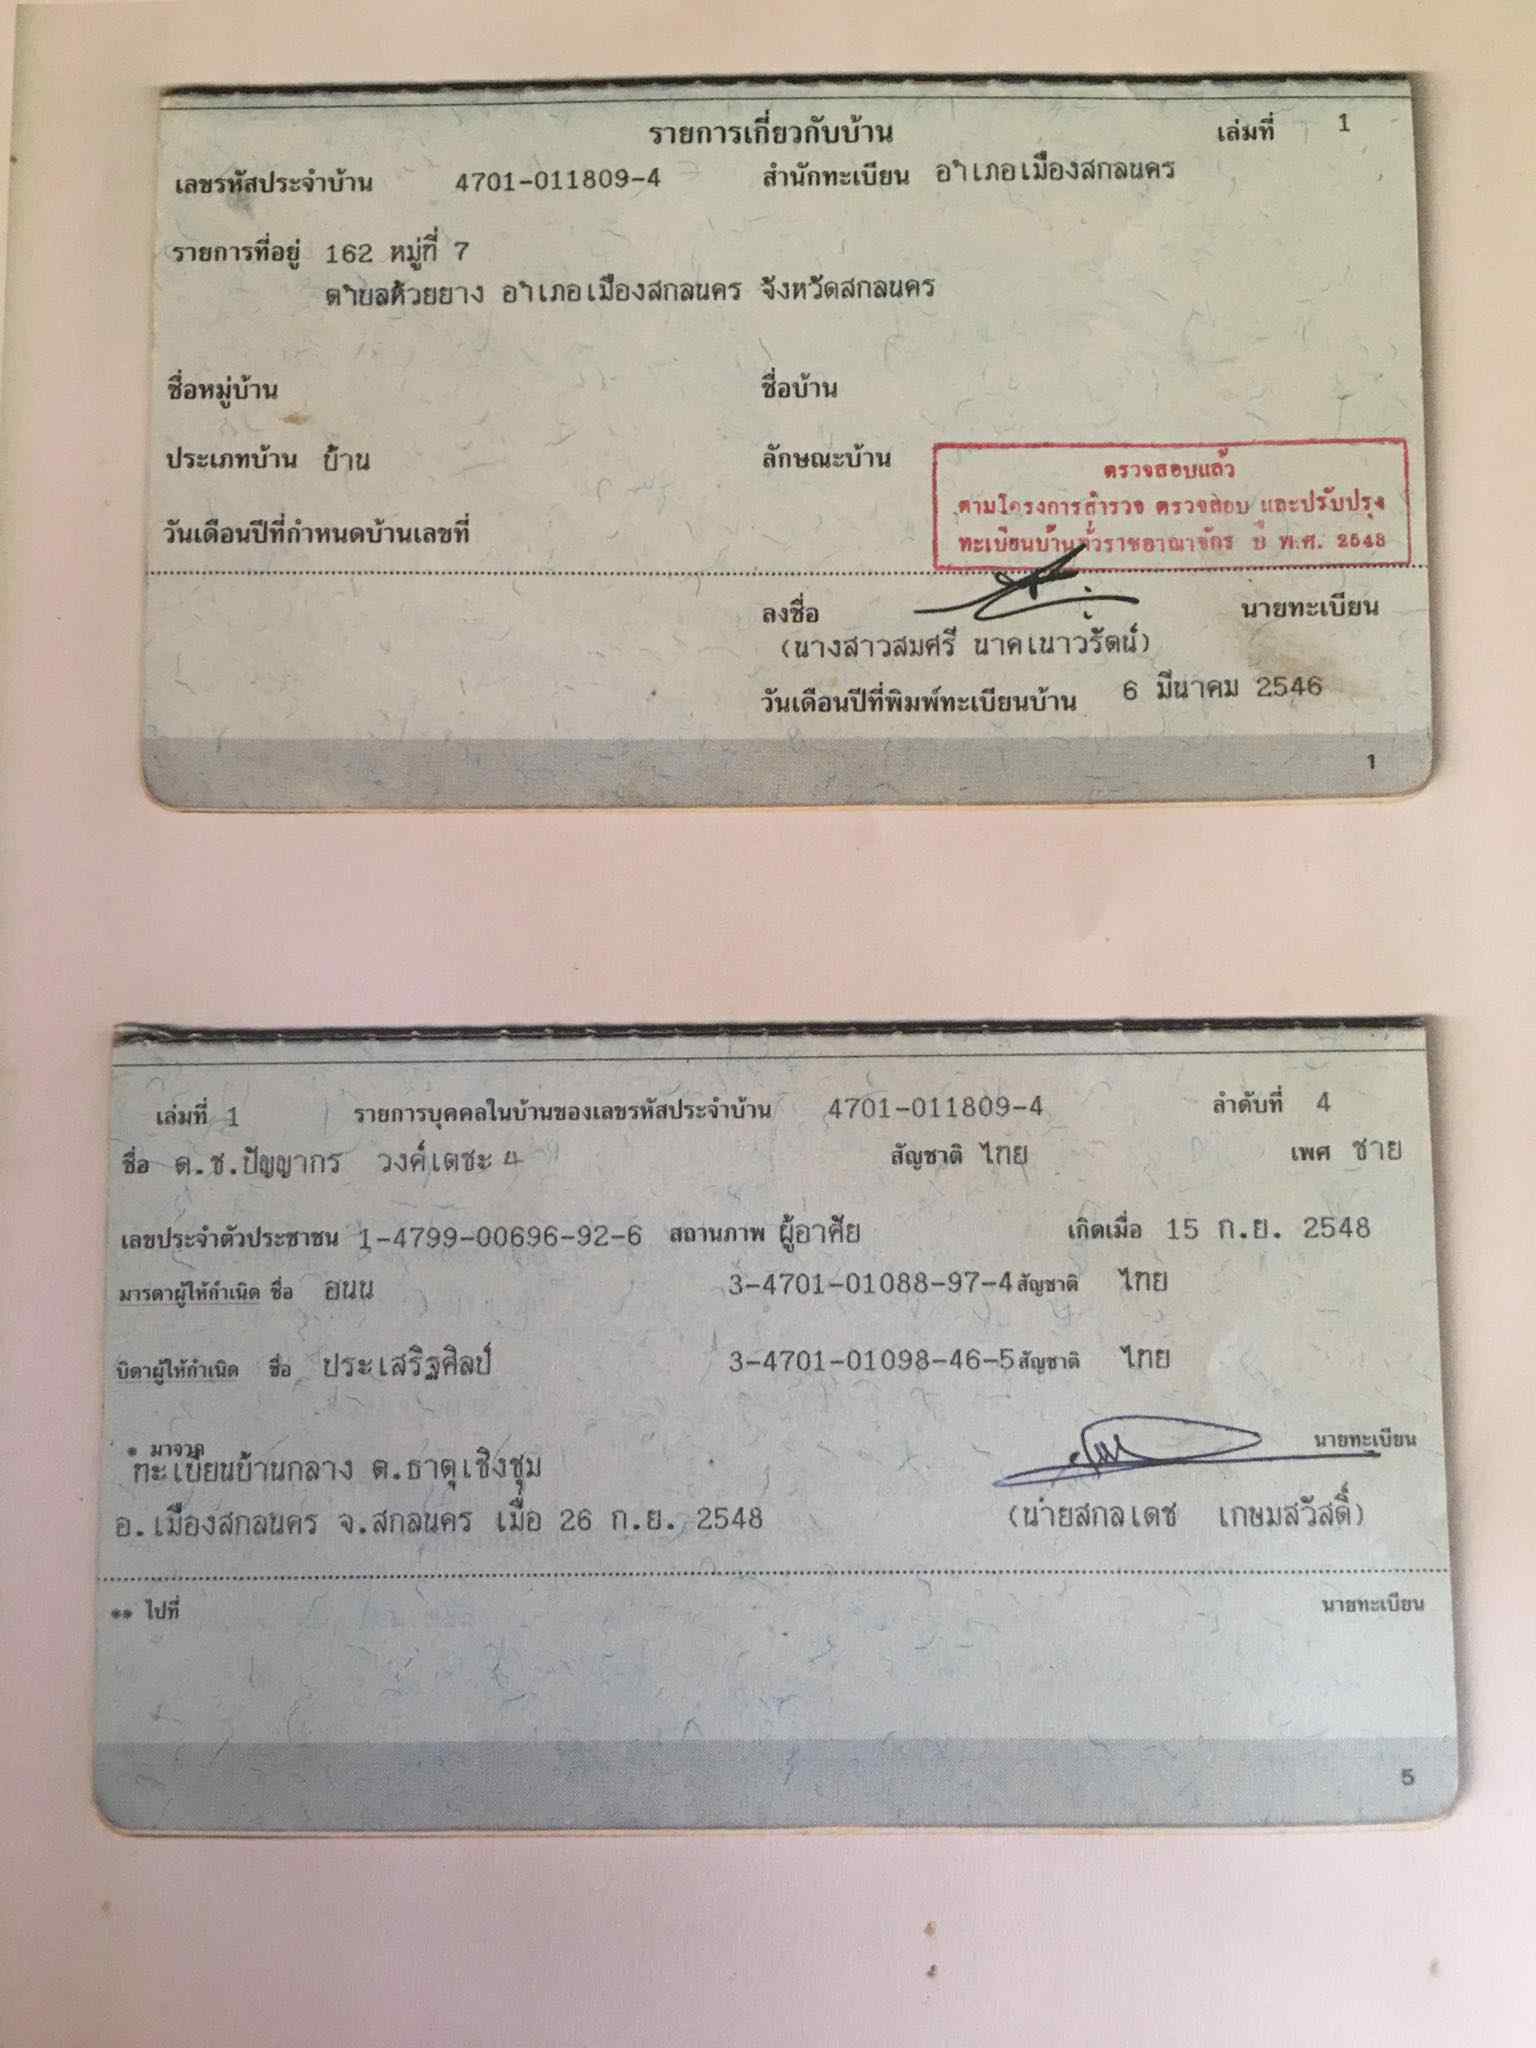 รายการเกี่ยวกับบ้าน เล่มที่ 1
เลขรหัสประจำบ้าน 4701-011809-4 สำนักทะเบียน อำเภอเมืองสกลนคร
รายการที่อยู่ 162 หมู่ที่ 7
ตำบลห้วยยาง อำเภอเมืองสกลนคร จังหวัดสกลนคร
ชื่อหมู่บ้าน ชื่อบ้าน
ประเภทบ้าน บ้าน ลักษณะบ้าน
ตรวจสอบแล้ว
ตามโครงการสำรวจ ตรวจสอบ และปรับปรุง
ทะเบียนบ้านทั่วราชอาณาจักร ปี พ.ศ. 2548
วันเดือนปีที่กำหนดบ้านเลขที่
ลงชื่อ นายทะเบียน
(นางสาวสมศรี นาคเนาวรัตน์)
วันเดือนปีที่พิมพ์ทะเบียนบ้าน 6 มีนาคม 2546
1
เล่มที่ 1 รายการบุคคลในบ้านของเลขรหัสประจำบ้าน 4701-011809-4 ลำดับที่ 4
ชื่อ ด.ช.ปัญญากร วงค์เตชะ สัญชาติ ไทย เพศ ชาย
เลขประจำตัวประชาชน 1-4799-00696-92-6 สถานภาพ ผู้อาศัย เกิดเมื่อ 15 ก.ย. 2548
มารดาผู้ให้กำเนิด ชื่อ อนน 3-4701-01088-97-4 สัญชาติ ไทย
บิดาผู้ให้กำเนิด ชื่อ ประเสริฐศิลป์ 3-4701-01098-46-5 สัญชาติ ไทย
* มาจาก นายทะเบียน
ทะเบียนบ้านกลาง ต.ธาตุเชิงชุม
อ.เมืองสกลนคร จ.สกลนคร เมื่อ 26 ก.ย. 2548 (นายสกลเดช เกษมสวัสดิ์)
** ไปที่ นายทะเบียน
5